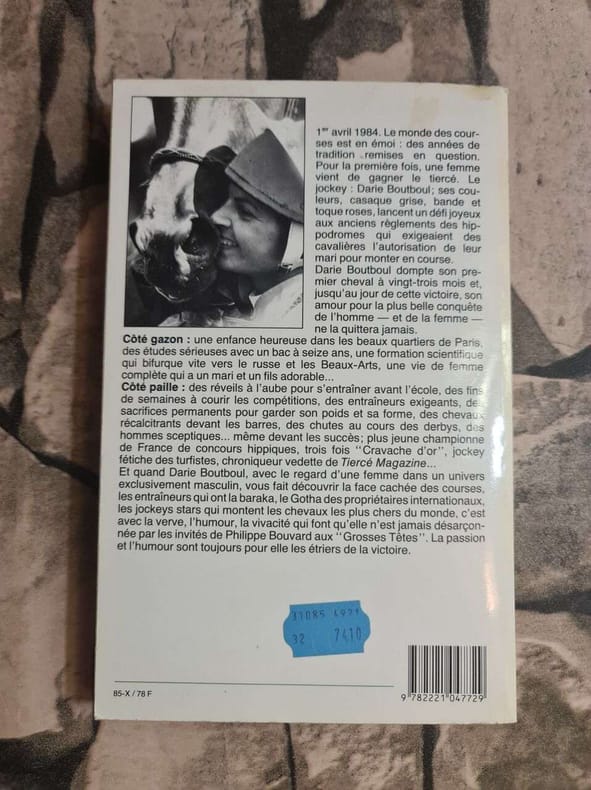 1er avril 1984. Le monde des cour-
ses est en émoi : des années de
tradition remises en question.
Pour la première fois, une femme
vient de gagner le tiercé. Le
jockey : Darie Boutboul; ses cou-
leurs, casaque grise, bande et
toque roses, lancent un défi joyeux
aux anciens règlements des hip-
podromes qui exigeaient des
cavalières l'autorisation de leur
mari pour monter en course.
Darie Boutboul dompte son pre-
mier cheval à vingt-trois mois et,
jusqu'au jour de cette victoire, son
amour pour la plus belle conquête
de l'homme — et de la femme —
ne la quittera jamais.
Côté gazon : une enfance heureuse dans les beaux quartiers de Paris,
des études sérieuses avec un bac à seize ans, une formation scientifique
qui bifurque vite vers le russe et les Beaux-Arts, une vie de femme
complète qui a un mari et un fils adorable...
Côté paille : des réveils à l'aube pour s'entraîner avant l'école, des fins
de semaines à courir les compétitions, des entraîneurs exigeants, des
sacrifices permanents pour garder son poids et sa forme, des chevaux
récalcitrants devant les barres, des chutes au cours des derbys, des
hommes sceptiques... même devant les succès; plus jeune championne
de France de concours hippiques, trois fois "Cravache d'or", jockey
fétiche des turfistes, chroniqueur vedette de Tiercé Magazine...
Et quand Darie Boutboul, avec le regard d'une femme dans un univers
exclusivement masculin, vous fait découvrir la face cachée des courses,
les entraîneurs qui ont la baraka, le Gotha des propriétaires internationaux,
les jockeys stars qui montent les chevaux les plus chers du monde, c'est
avec la verve, l'humour, la vivacité qui font qu'elle n'est jamais désarçon-
née par les invités de Philippe Bouvard aux "Grosses Têtes". La passion
et l'humour sont toujours pour elle les étriers de la victoire.
32 7410
85-X / 78 F
9 782221 047729